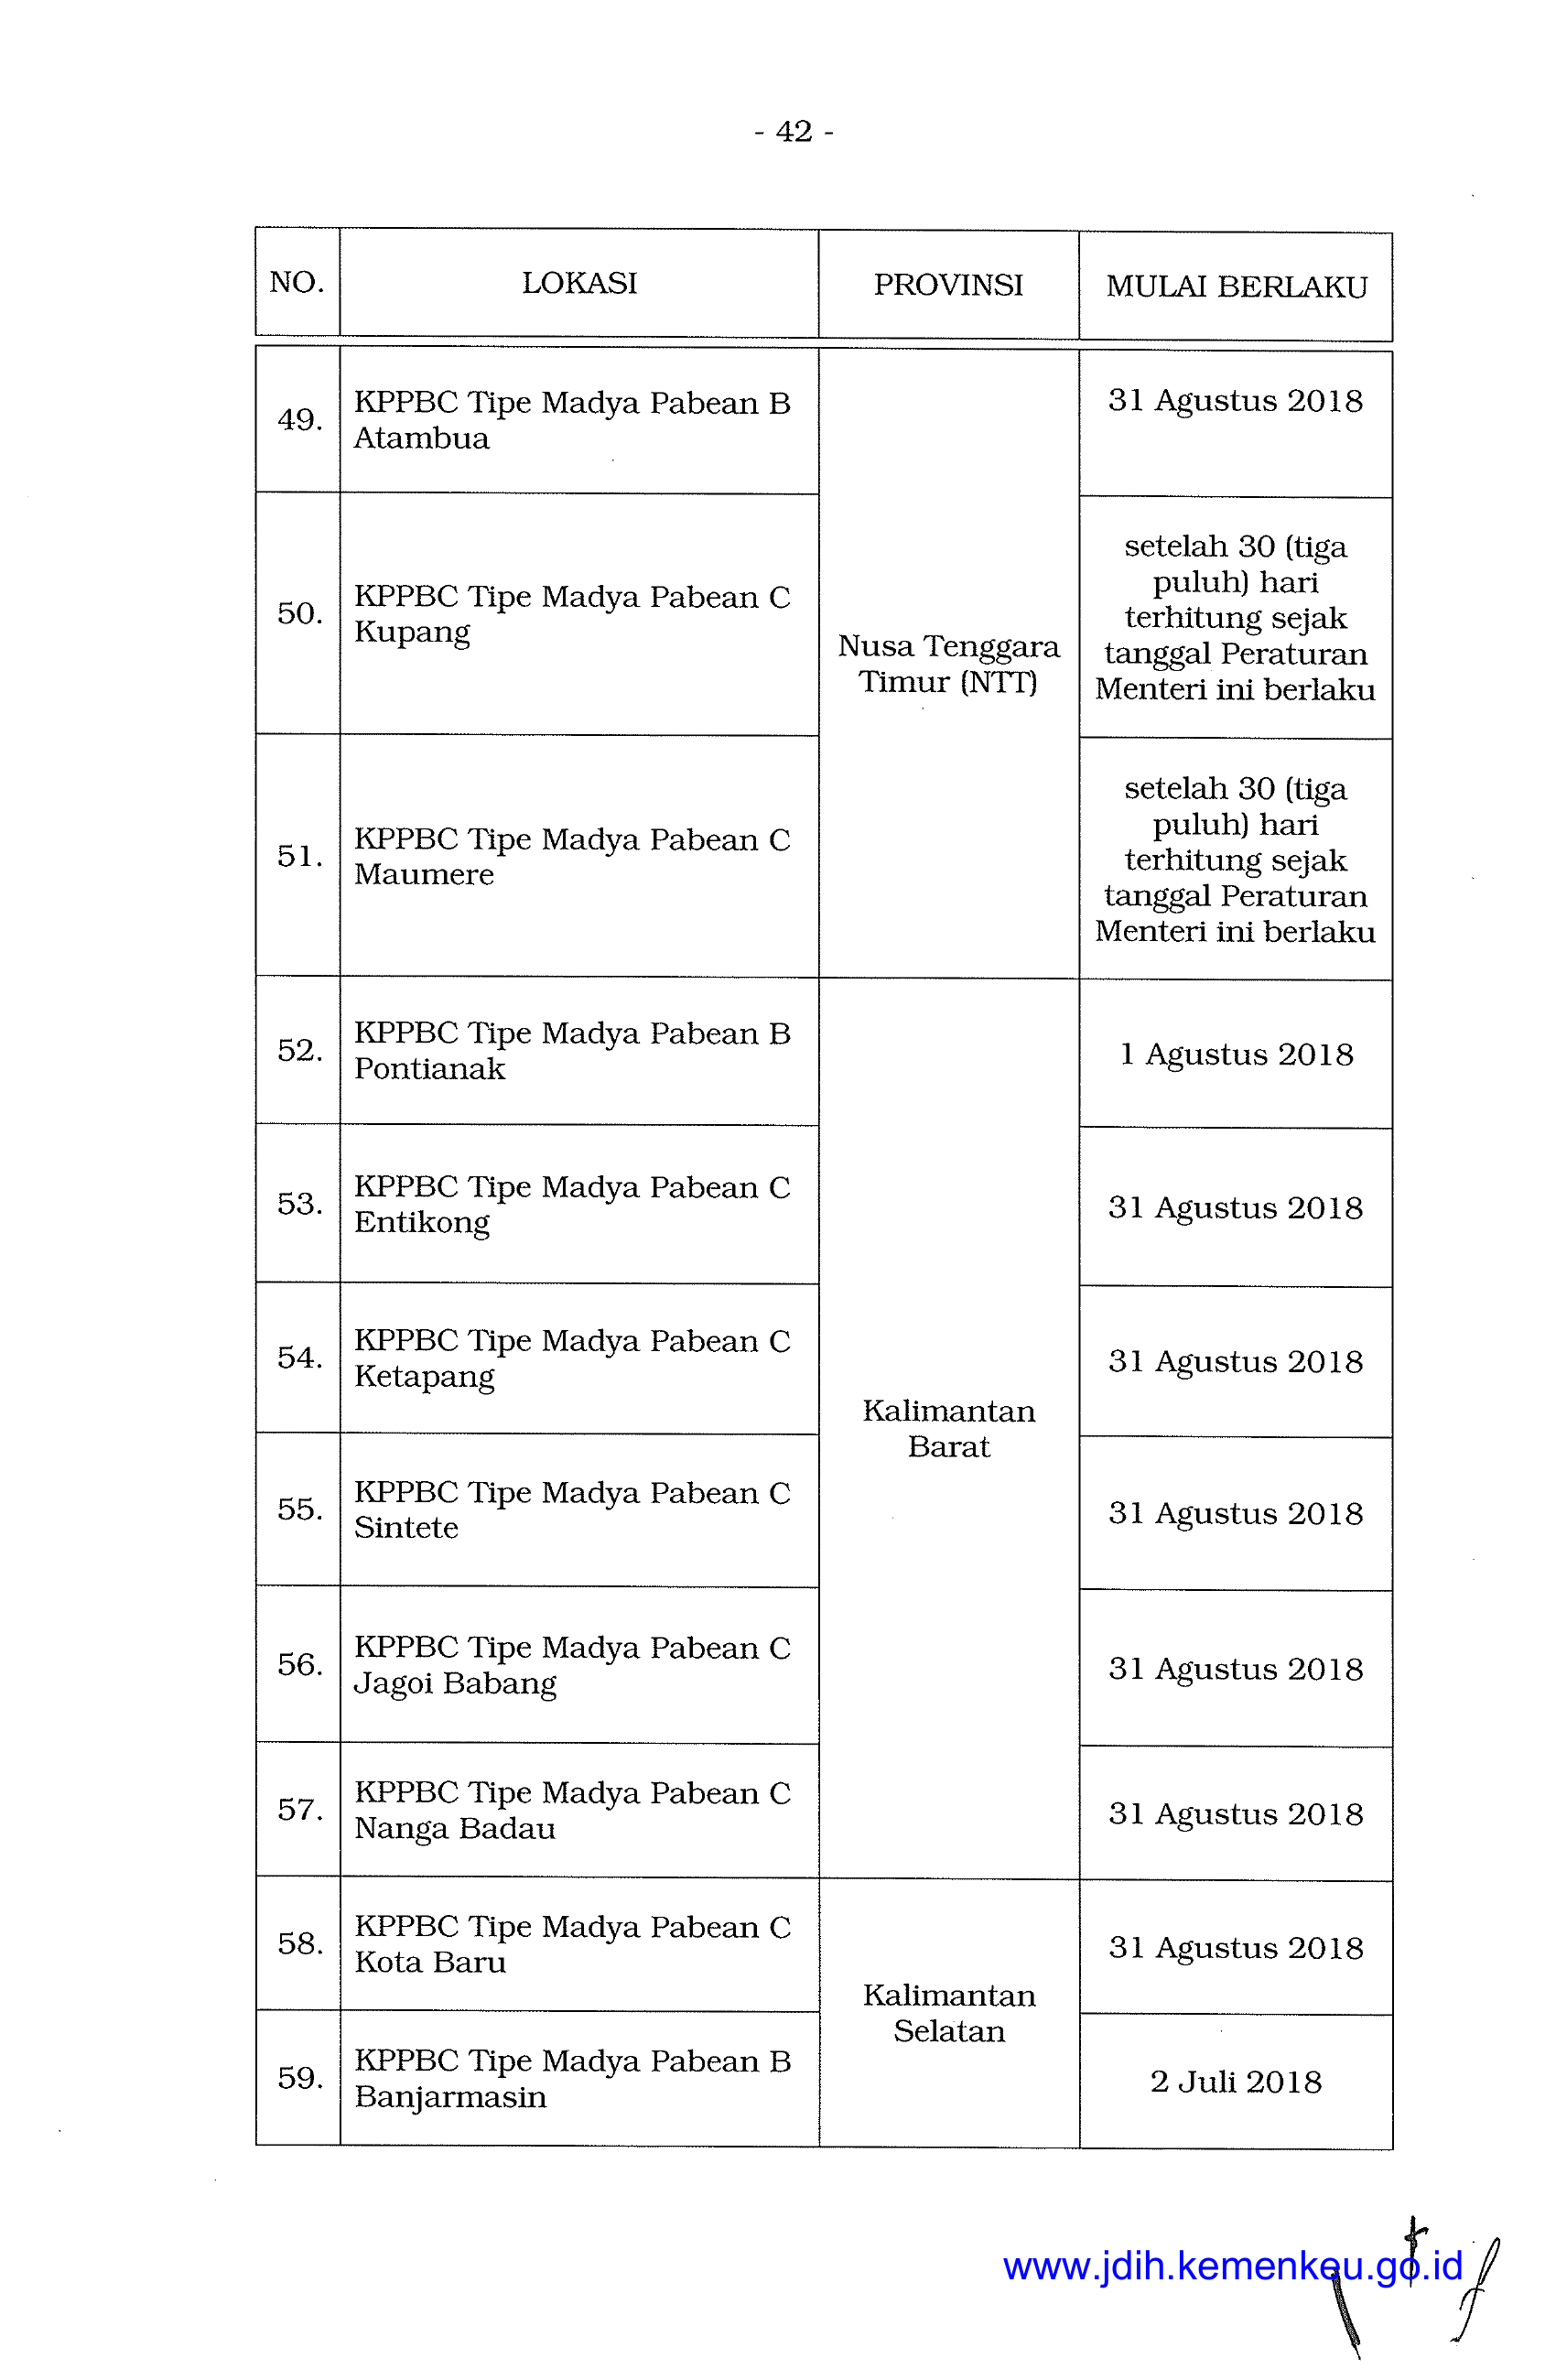 - 42 -
NO.
LOKASI
PROVINSI
MULAI BERLAKU
49.
KPPBC Tipe Madya Pabean B
Atambua
31 Agustus 2018
50.
KPPBC Tipe Madya Pabean C
Kupang
Nusa Tenggara
Timur (NTT)
setelah 30 (tiga
puluh) hari
terhitung sejak
tanggal Peraturan
Menteri ini berlaku
51.
KPPBC Tipe Madya Pabean C
Maumere
setelah 30 (tiga
puluh) hari
terhitung sejak
tanggal Peraturan
Menteri ini berlaku
52.
KPPBC Tipe Madya Pabean B
Pontianak
1 Agustus 2018
53.
KPPBC Tipe Madya Pabean C
Entikong
31 Agustus 2018
54.
KPPBC Tipe Madya Pabean C
Ketapang
31 Agustus 2018
Kalimantan
Barat
55.
KPPBC Tipe Madya Pabean C
Sintete
31 Agustus 2018
56.
KPPBC Tipe Madya Pabean C
Jagoi Babang
31 Agustus 2018
57.
KPPBC Tipe Madya Pabean C
Nanga Badau
31 Agustus 2018
58.
KPPBC Tipe Madya Pabean C
Kota Baru
31 Agustus 2018
Kalimantan
Selatan
59.
KPPBC Tipe Madya Pabean B
Banjarmasin
2 Juli 2018
www.jdih.kemenkeu.go.id